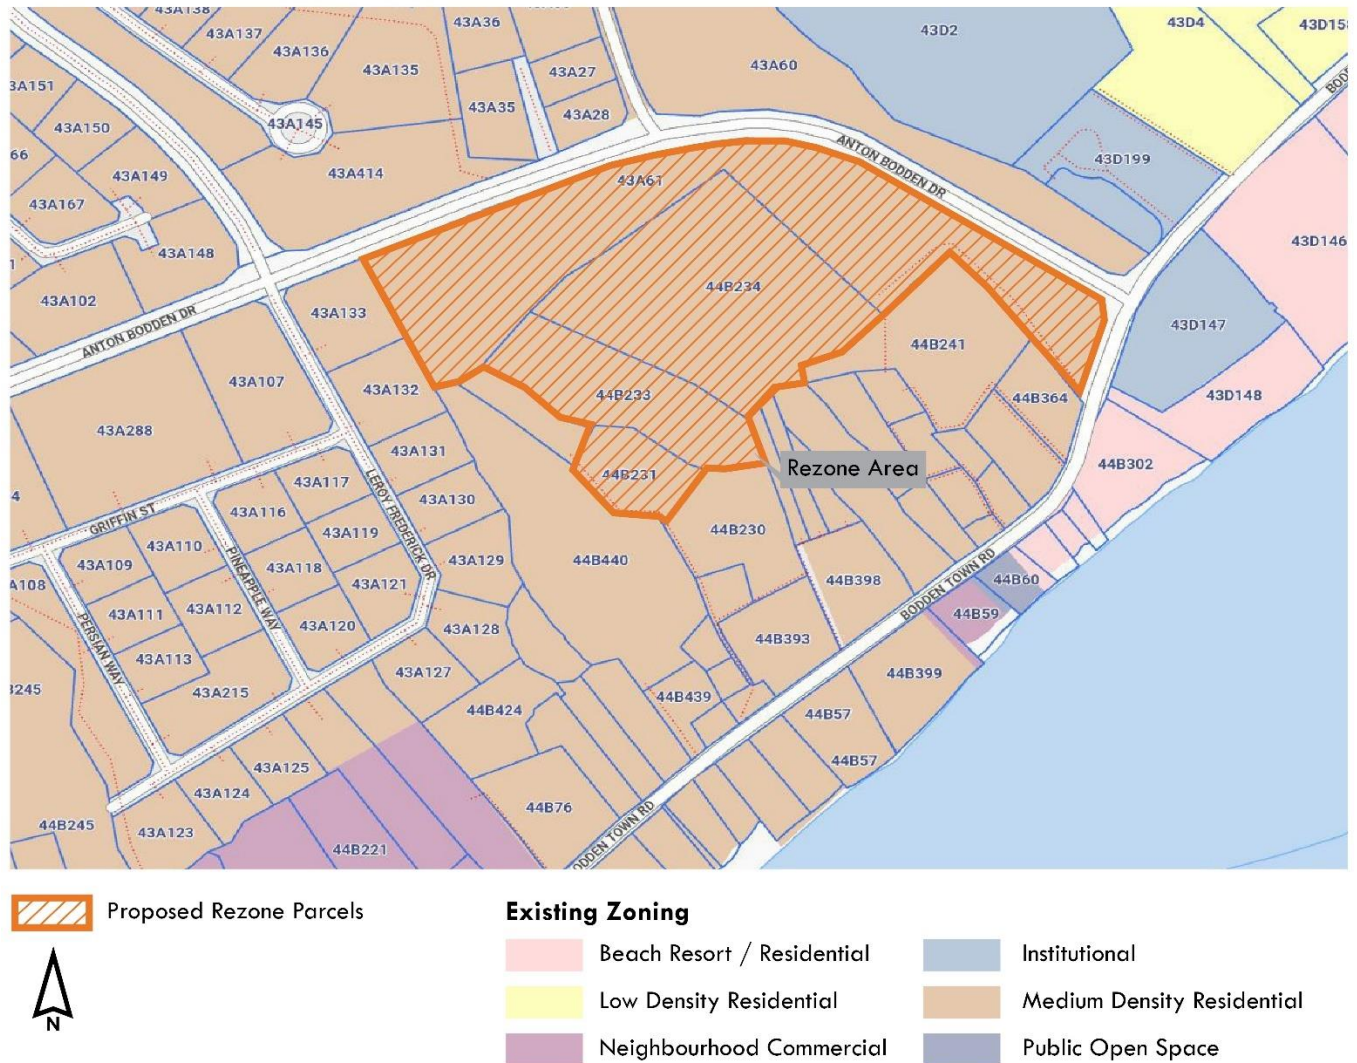 43A138
43A36
43D2
43D4
43D158
43A137
43A136
43A135
43A27
43A60
3A151
43A35
43A28
43A145
43A150
66
43A149
43A414
ANTON BODDEN DR
43D199
43A61
43A167
43A148
43D146
44B234
43A102
43A133
43D147
ANTON BODDEN DR
44B241
43A107
43A132
44B233
44B364
43D148
43A288
43A131
44B231
Rezone Area
44B302
43A117
LEROY FREDERICK DR
43A130
43A116
GRIFFIN ST
43A119
44B230
43A110
43A109
PINEAPPLE WAY
43A118
43A129
44B440
A108
43A121
44B398
BODDEN TOWN RD
44B60
43A111
43A112
44B59
PERSIAN WAY
43A120
43A128
44B393
43A113
43A127
44B399
B245
43A215
44B439
44B424
44B57
44B57
43A125
43A124
44B76
BODDEN TOWN RD
44B245
43A123
44B221
Proposed Rezone Parcels
N
Existing Zoning
Beach Resort / Residential
Low Density Residential
Neighbourhood Commercial
Institutional
Medium Density Residential
Public Open Space